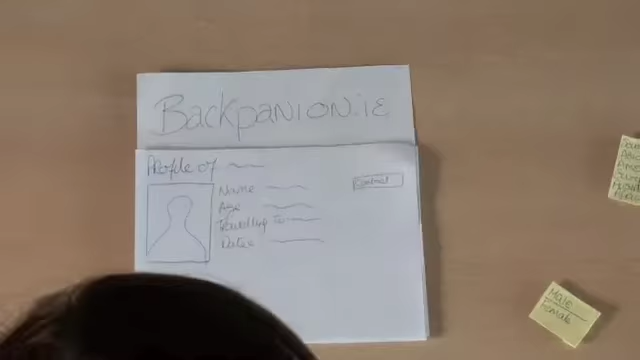 Backpanion.ie
Profile of
Name
Contact
Age
Travelling to
Dates
Male
Female